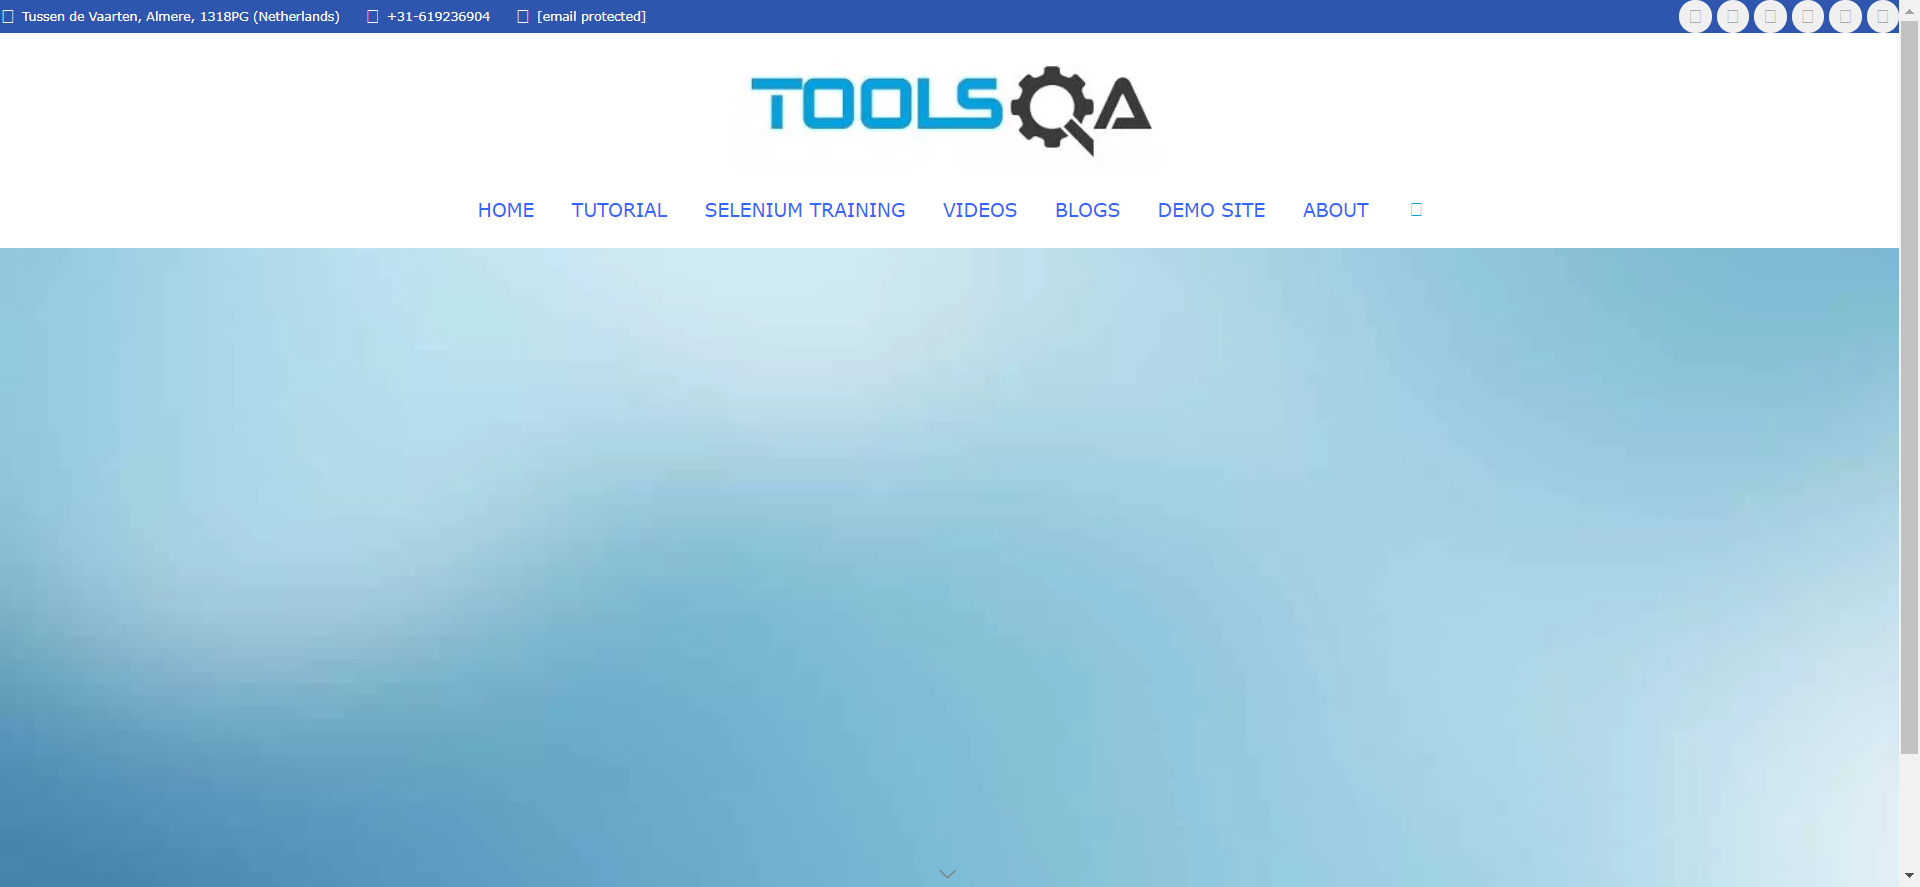 Tussen de Vaarten, Almere, 1318PG (Netherlands) +31-619236904 [email protected]
TOOLSQA
HOME TUTORIAL SELENIUM TRAINING VIDEOS BLOGS DEMO SITE ABOUT